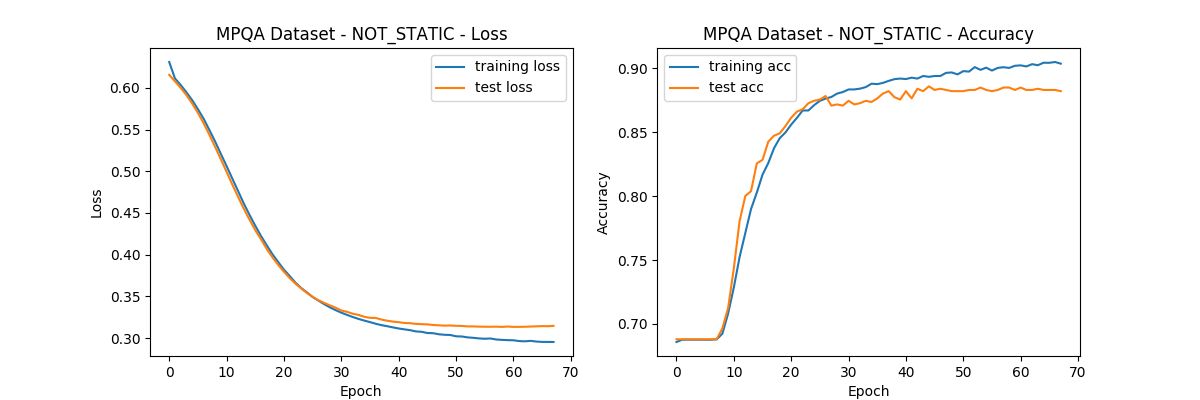 MPQA Dataset - NOT_STATIC - Loss
training loss
test loss
0.60
0.55
0.50
0.45
0.40
0.35
0.30
Loss
0 10 20 30 40 50 60 70
Epoch
MPQA Dataset - NOT_STATIC - Accuracy
training acc
test acc
0.90
0.85
0.80
0.75
0.70
Accuracy
0 10 20 30 40 50 60 70
Epoch